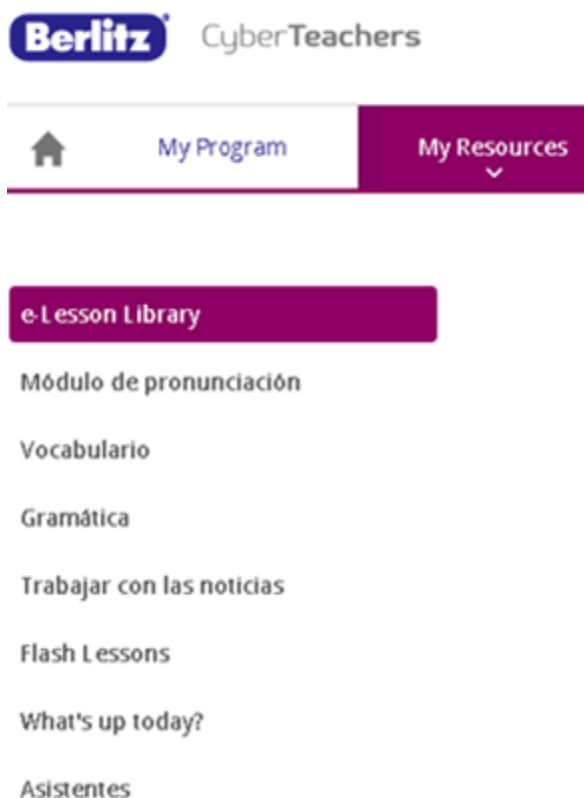 Berlitz® CyberTeachers
My Program My Resources
e-Lesson Library
Módulo de pronunciación
Vocabulario
Gramática
Trabajar con las noticias
Flash Lessons
What's up today?
Asistentes